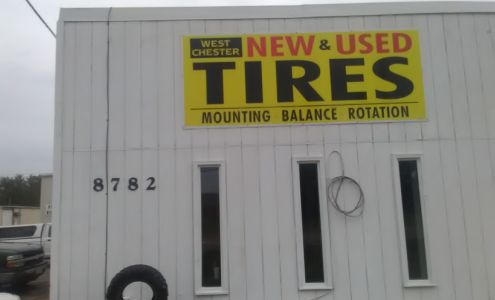 WEST CHESTER NEW & USED
TIRES
MOUNTING BALANCE ROTATION
8782